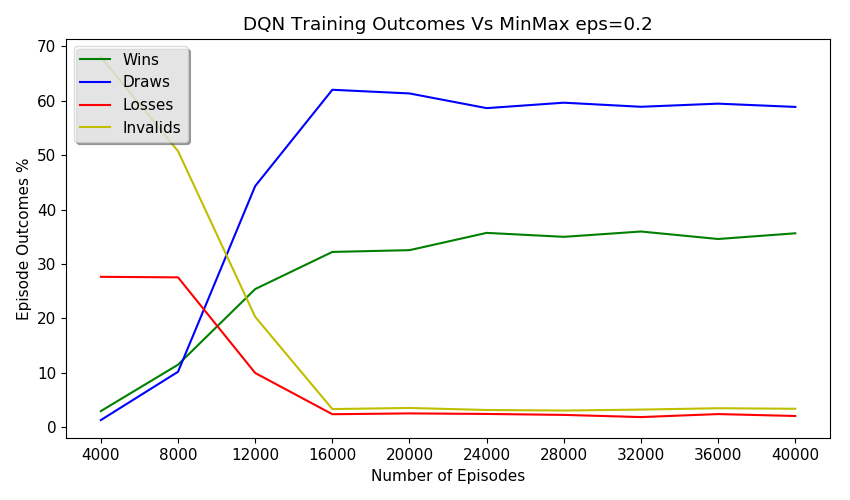 DQN Training Outcomes Vs MinMax eps=0.2
70
60
50
40
30
20
10
0
Episode Outcomes %
Wins
Draws
Losses
Invalids
4000 8000 12000 16000 20000 24000 28000 32000 36000 40000
Number of Episodes